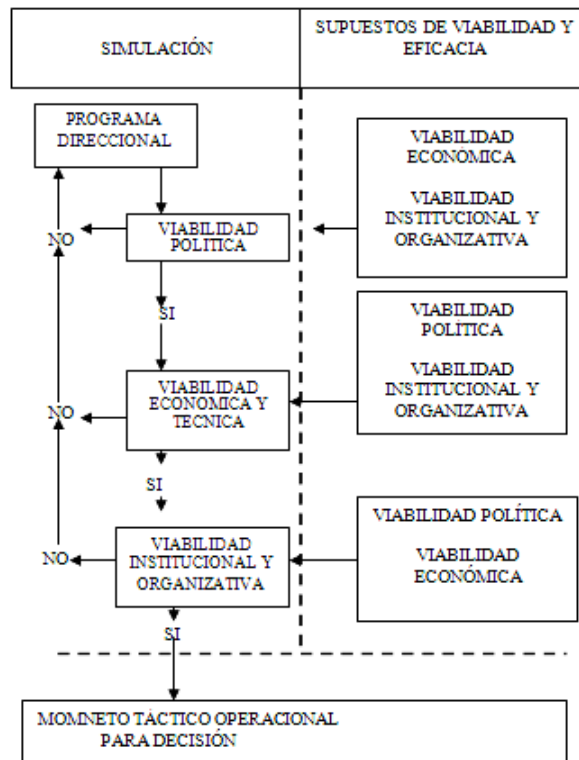 SIMULACIÓN
SUPUESTOS DE VIABILIDAD Y
EFICACIA
PROGRAMA
DIRECCIONAL
VIABILIDAD
ECONOMICA
VIABILIDAD
INSTITUCIONAL Y
ORGANIZATIVA
NO
VIABILIDAD
POLITICA
SI
VIABILIDAD
POLÍTICA
VIABILIDAD
INSTITUCIONAL Y
ORGANIZATIVA
NO
VIABILIDAD
ECONOMICA Y
TECNICA
SI
VIABILIDAD POLÍTICA
VIABILIDAD
ECONÓMICA
NO
VIABILIDAD
INSTITUCIONAL Y
ORGANIZATIVA
SI
MOMNETO TÁCTICO OPERACIONAL
PARA DECISIÓN